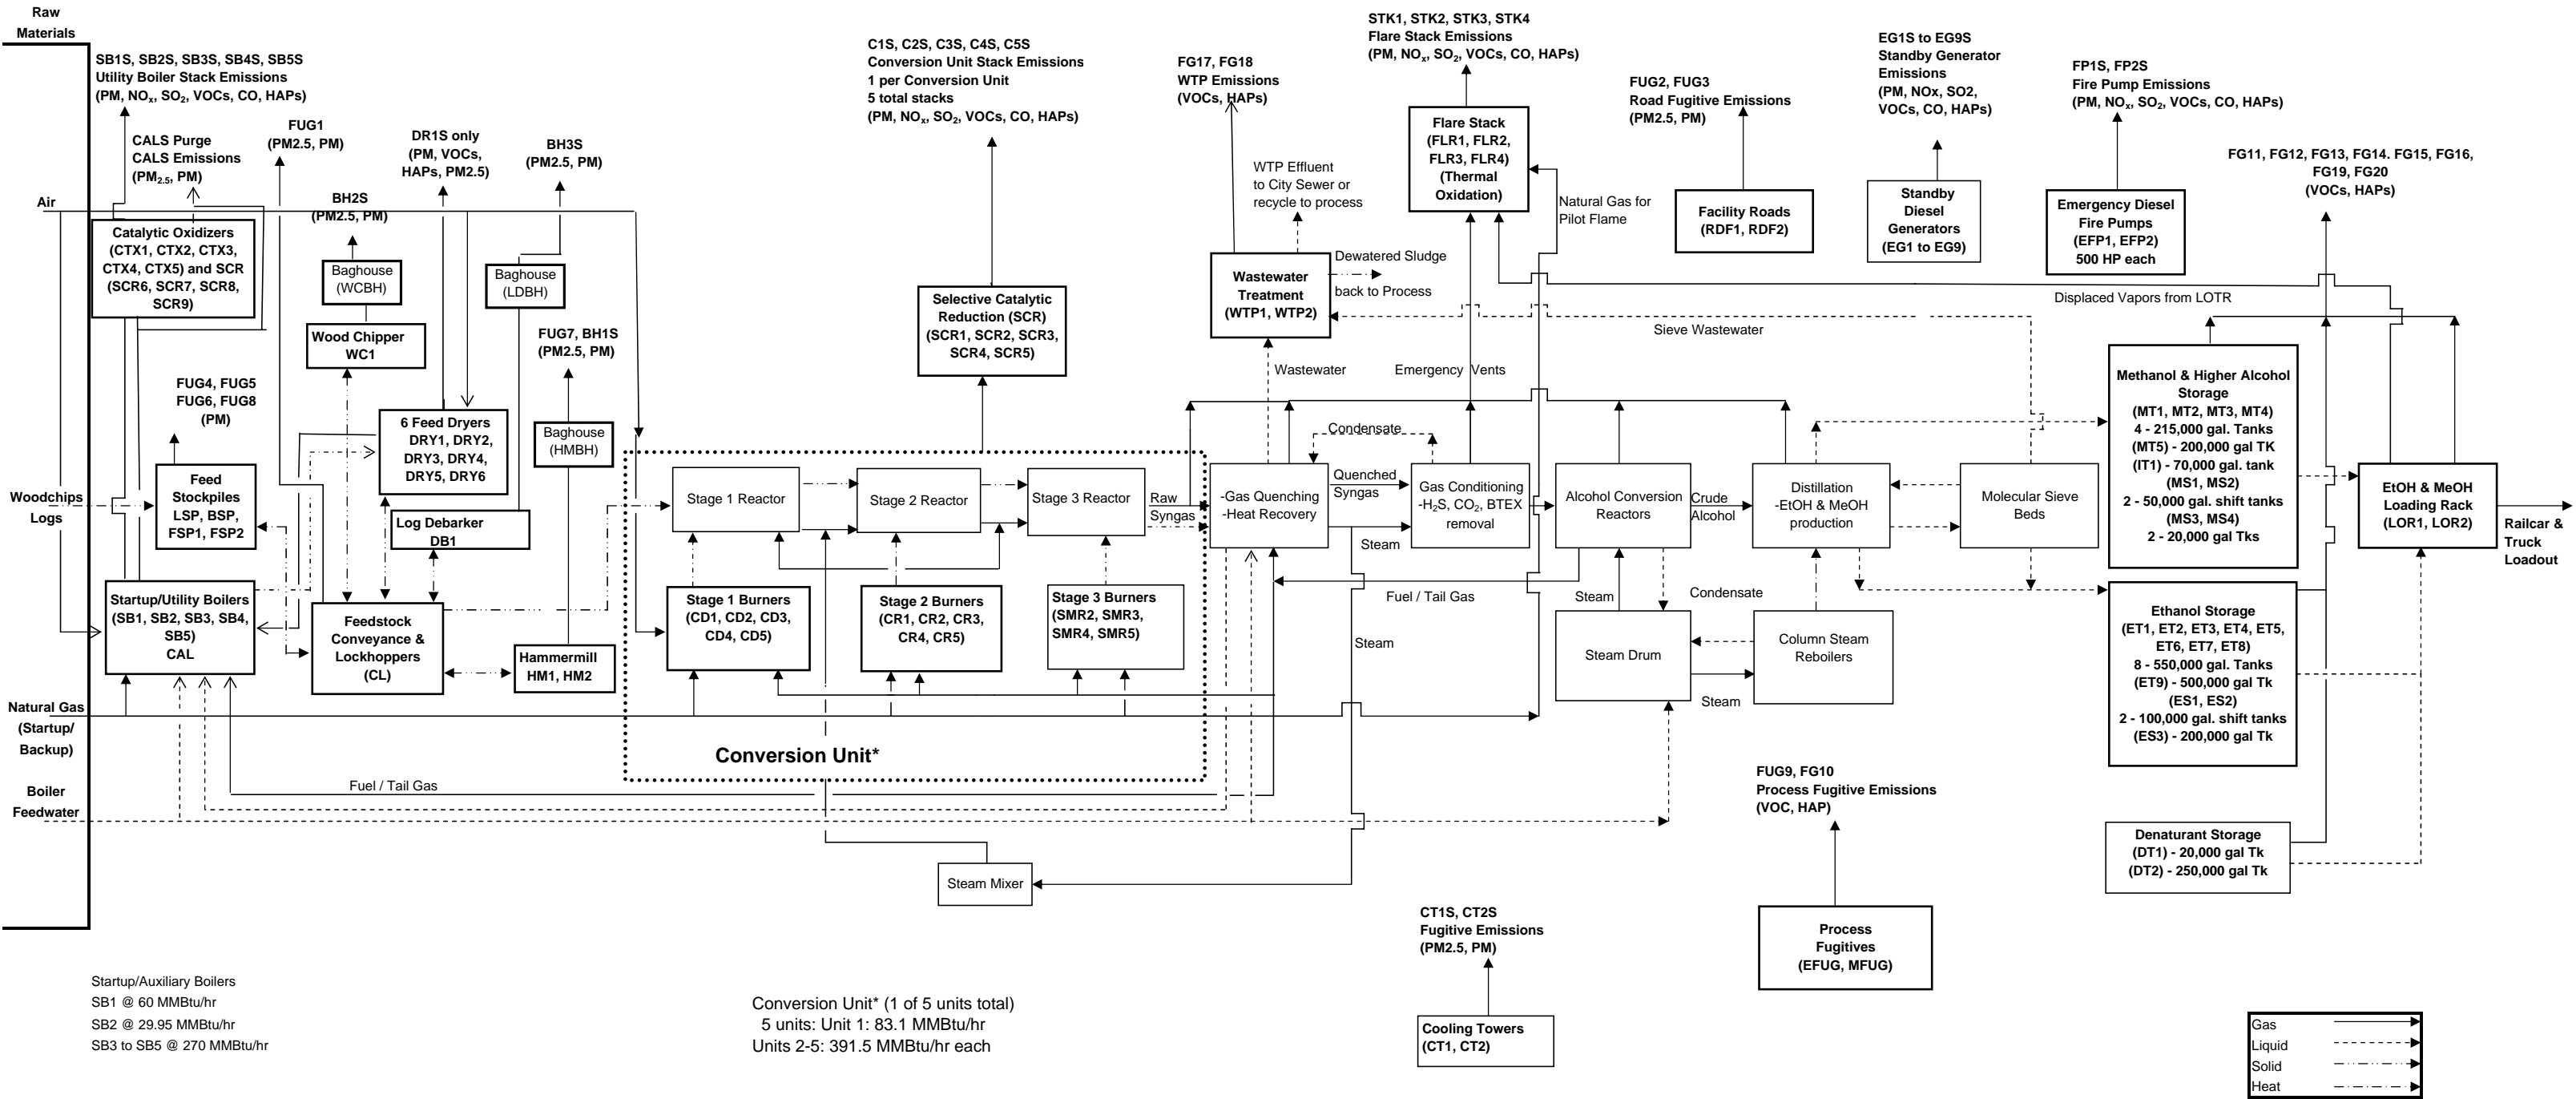 Raw
Materials
SB1S, SB2S, SB3S, SB4S, SB5S
Utility Boiler Stack Emissions
(PM, NOx, SO2, VOCs, CO, HAPs)
CALS Purge
CALS Emissions
(PM2.5, PM)
FUG1
(PM2.5, PM)
DR1S only
(PM, VOCs,
HAPs, PM2.5)
BH3S
(PM2.5, PM)
BH2S
(PM2.5, PM)
C1S, C2S, C3S, C4S, C5S
Conversion Unit Stack Emissions
1 per Conversion Unit
5 total stacks
(PM, NOx, SO2, VOCs, CO, HAPs)
FG17, FG18
WTP Emissions
(VOCs, HAPs)
STK1, STK2, STK3, STK4
Flare Stack Emissions
(PM, NOx, SO2, VOCs, CO, HAPs)
FUG2, FUG3
Road Fugitive Emissions
(PM2.5, PM)
EG1S to EG9S
Standby Generator
Emissions
(PM, NOx, SO2,
VOCs, CO, HAPs)
FP1S, FP2S
Fire Pump Emissions
(PM, NOx, SO2, VOCs, CO, HAPs)
FG11, FG12, FG13, FG14. FG15, FG16,
FG19, FG20
(VOCs, HAPs)
Air
Catalytic Oxidizers
(CTX1, CTX2, CTX3,
CTX4, CTX5) and SCR
(SCR6, SCR7, SCR8,
SCR9)
Baghouse
(WCBH)
Wood Chipper
WC1
Baghouse
(LDBH)
FUG7, BH1S
(PM2.5, PM)
Baghouse
(HMBH)
Selective Catalytic
Reduction (SCR)
(SCR1, SCR2, SCR3,
SCR4, SCR5)
WTP Effluent
to City Sewer or
recycle to process
Wastewater
Treatment
(WTP1, WTP2)
Dewatered Sludge
back to Process
Wastewater
Flare Stack
(FLR1, FLR2,
FLR3, FLR4)
(Thermal
Oxidation)
Natural Gas for
Pilot Flame
Emergency Vents
Facility Roads
(RDF1, RDF2)
Standby
Diesel
Generators
(EG1 to EG9)
Emergency Diesel
Fire Pumps
(EFP1, EFP2)
500 HP each
Displaced Vapors from LOTR
Sieve Wastewater
FUG4, FUG5
FUG6, FUG8
(PM)
Feed
Stockpiles
LSP, BSP,
FSP1, FSP2
Woodchips
Logs
6 Feed Dryers
DRY1, DRY2,
DRY3, DRY4,
DRY5, DRY6
Log Debarker
DB1
Startup/Utility Boilers
(SB1, SB2, SB3, SB4,
SB5)
CAL
Feedstock
Conveyance &
Lockhoppers
(CL)
Hammermill
HM1, HM2
Stage 1 Reactor
Stage 2 Reactor
Stage 3 Reactor
Stage 1 Burners
(CD1, CD2, CD3,
CD4, CD5)
Stage 2 Burners
(CR1, CR2, CR3,
CR4, CR5)
Stage 3 Burners
(SMR2, SMR3,
SMR4, SMR5)
Conversion Unit*
Raw
Syngas
-Gas Quenching
-Heat Recovery
Condensate
Quenched
Syngas
Steam
Gas Conditioning
-H2S, CO2, BTEX
removal
Alcohol Conversion
Reactors
Crude
Alcohol
Distillation
-EtOH & MeOH
production
Molecular Sieve
Beds
Fuel / Tail Gas
Steam
Condensate
Steam
Steam Drum
Steam
Column Steam
Reboilers
Methanol & Higher Alcohol
Storage
(MT1, MT2, MT3, MT4)
4 - 215,000 gal. Tanks
(MT5) - 200,000 gal TK
(IT1) - 70,000 gal. tank
(MS1, MS2)
2 - 50,000 gal. shift tanks
(MS3, MS4)
2 - 20,000 gal Tks
EtOH & MeOH
Loading Rack
(LOR1, LOR2)
Railcar &
Truck
Loadout
Ethanol Storage
(ET1, ET2, ET3, ET4, ET5,
ET6, ET7, ET8)
8 - 550,000 gal. Tanks
(ET9) - 500,000 gal Tk
(ES1, ES2)
2 - 100,000 gal. shift tanks
(ES3) - 200,000 gal Tk
Natural Gas
(Startup/
Backup)
Boiler
Feedwater
Fuel / Tail Gas
Steam Mixer
FUG9, FG10
Process Fugitive Emissions
(VOC, HAP)
Denaturant Storage
(DT1) - 20,000 gal Tk
(DT2) - 250,000 gal Tk
CT1S, CT2S
Fugitive Emissions
(PM2.5, PM)
Process
Fugitives
(EFUG, MFUG)
Cooling Towers
(CT1, CT2)
Startup/Auxiliary Boilers
SB1 @ 60 MMBtu/hr
SB2 @ 29.95 MMBtu/hr
SB3 to SB5 @ 270 MMBtu/hr
Conversion Unit* (1 of 5 units total)
5 units: Unit 1: 83.1 MMBtu/hr
Units 2-5: 391.5 MMBtu/hr each
Gas
Liquid
Solid
Heat